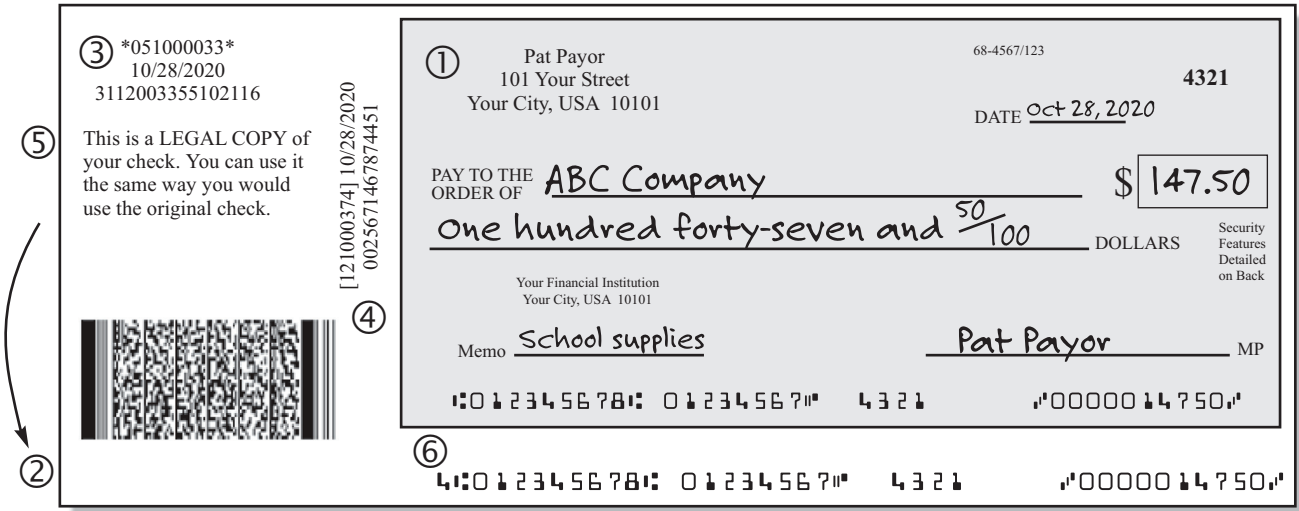 ③ *051000033*
10/28/2020
3112003355102116
⑤ This is a LEGAL COPY of
your check. You can use it
the same way you would
use the original check.
②
[121000374] 10/28/2020
0025671467874451
④
① Pat Payor
101 Your Street
Your City, USA 10101
68-4567/123
4321
DATE Oct 28, 2020
PAY TO THE
ORDER OF ABC Company $ 147.50
One hundred forty-seven and 50/100 DOLLARS
Security
Features
Detailed
on Back
Your Financial Institution
Your City, USA 10101
Memo School supplies Pat Payor MP
⑆012345678⑆ 01234567⑈ 4321 ⑇0000014750⑇
⑥
4⑆012345678⑆ 01234567⑈ 4321 ⑇0000014750⑇